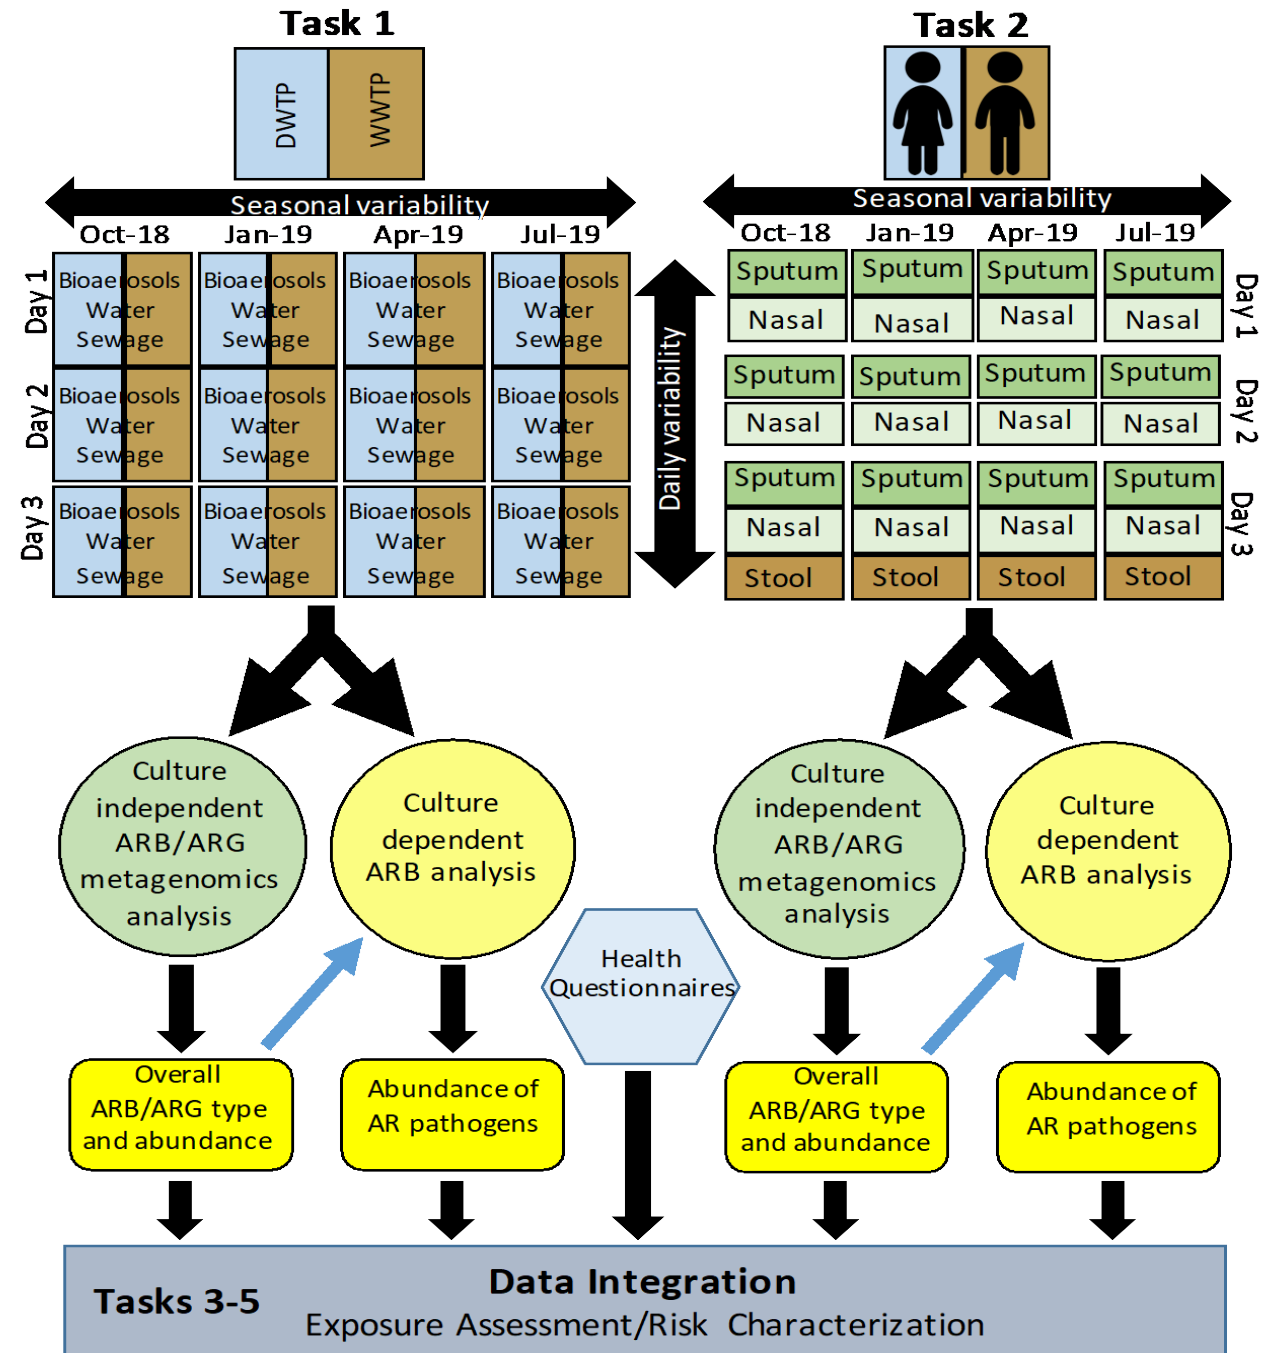 Task 1
DWTP
WWTP
Seasonal variability
Oct-18
Jan-19
Apr-19
Jul-19
Day 1
Bioaerosols
Water
Sewage
Bioaerosols
Water
Sewage
Bioaerosols
Water
Sewage
Bioaerosols
Water
Sewage
Day 2
Bioaerosols
Water
Sewage
Bioaerosols
Water
Sewage
Bioaerosols
Water
Sewage
Bioaerosols
Water
Sewage
Day 3
Bioaerosols
Water
Sewage
Bioaerosols
Water
Sewage
Bioaerosols
Water
Sewage
Bioaerosols
Water
Sewage
Daily variability
Task 2
Seasonal variability
Oct-18
Jan-19
Apr-19
Jul-19
Sputum
Sputum
Sputum
Sputum
Nasal
Nasal
Nasal
Nasal
Day 1
Sputum
Sputum
Sputum
Sputum
Nasal
Nasal
Nasal
Nasal
Day 2
Sputum
Sputum
Sputum
Sputum
Nasal
Nasal
Nasal
Nasal
Stool
Stool
Stool
Stool
Day 3
Culture
independent
ARB/ARG
metagenomics
analysis
Culture
dependent
ARB analysis
Health
Questionnaires
Culture
independent
ARB/ARG
metagenomics
analysis
Culture
dependent
ARB analysis
Overall
ARB/ARG type
and abundance
Abundance of
AR pathogens
Overall
ARB/ARG type
and abundance
Abundance of
AR pathogens
Tasks 3-5
Data Integration
Exposure Assessment/Risk Characterization